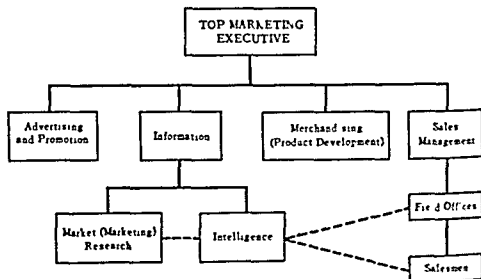 TOP MARKETING
EXECUTIVE
Advertising
and Promotion
Information
Merchand sing
(Product Development)
Sales
Management
Market (Marketing)
Research
Intelligence
Fie d Offices
Salesmen